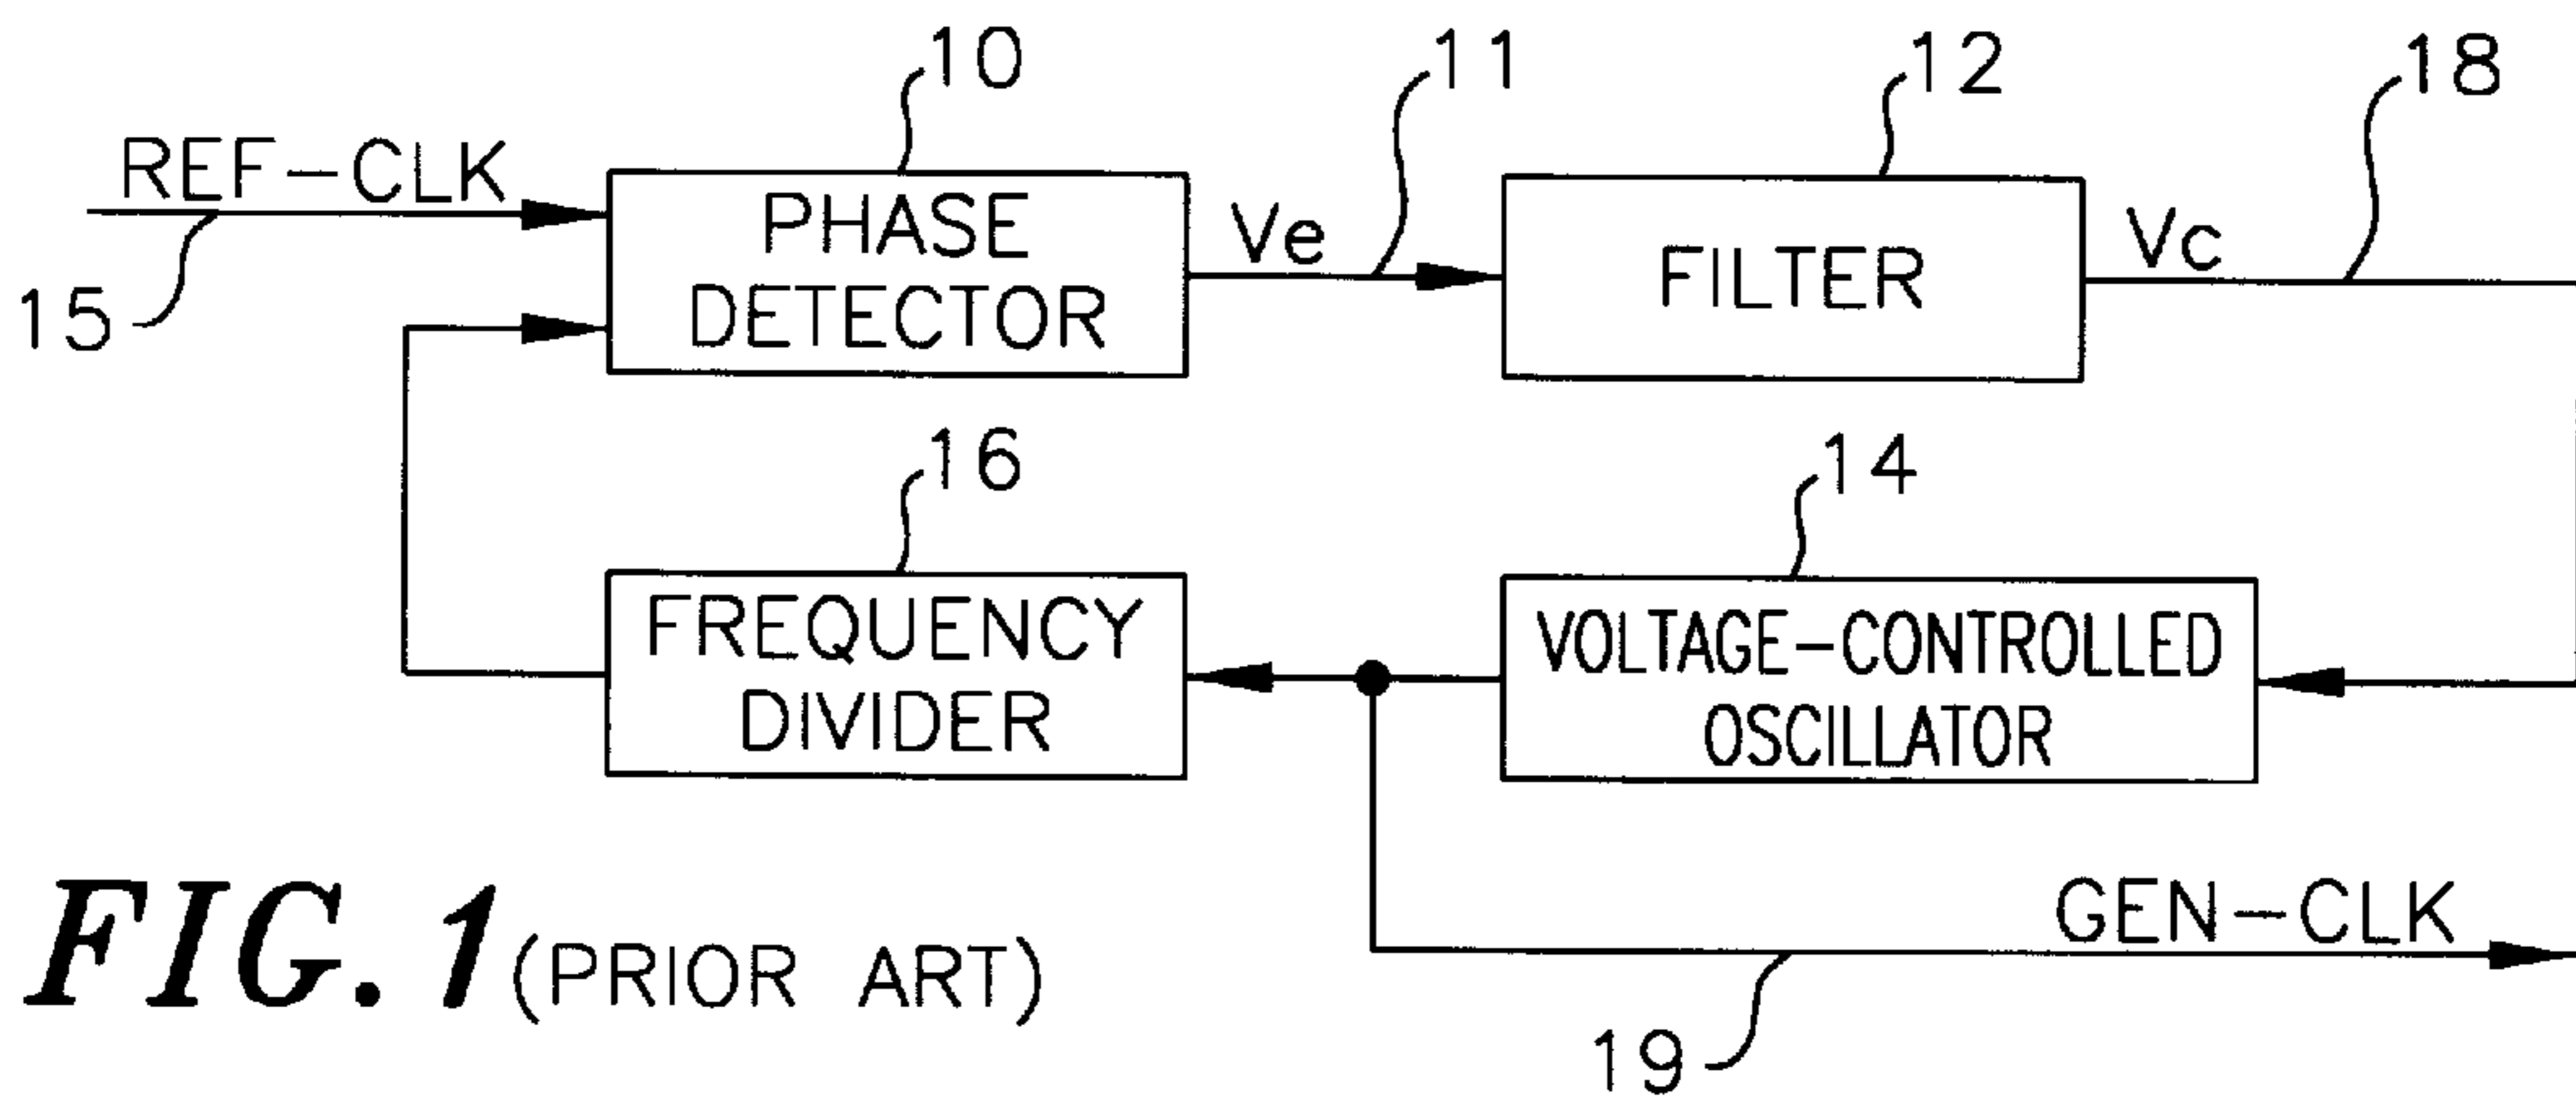 10
11
12
18
REF-CLK
15
PHASE
DETECTOR
Ve
FILTER
Vc
16
14
FREQUENCY
DIVIDER
VOLTAGE-CONTROLLED
OSCILLATOR
GEN-CLK
19
FIG. 1 (PRIOR ART)